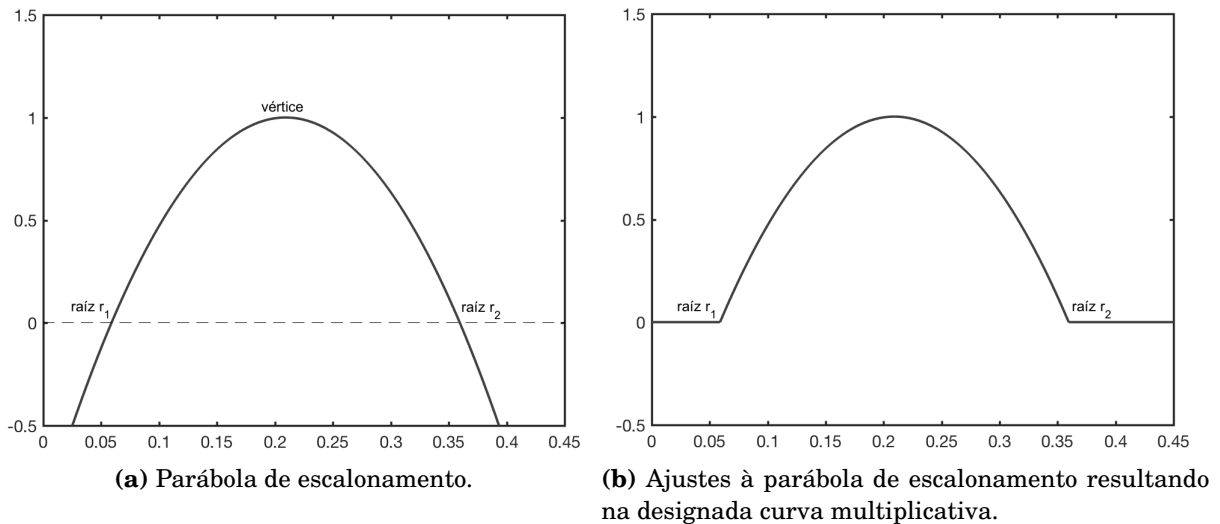 1.5
1
0.5
0
-0.5
vértice
raíz r1
raíz r2
0 0.05 0.1 0.15 0.2 0.25 0.3 0.35 0.4 0.45
(a) Parábola de escalonamento.
1.5
1
0.5
0
-0.5
raíz r1
raíz r2
0 0.05 0.1 0.15 0.2 0.25 0.3 0.35 0.4 0.45
(b) Ajustes à parábola de escalonamento resultando
na designada curva multiplicativa.